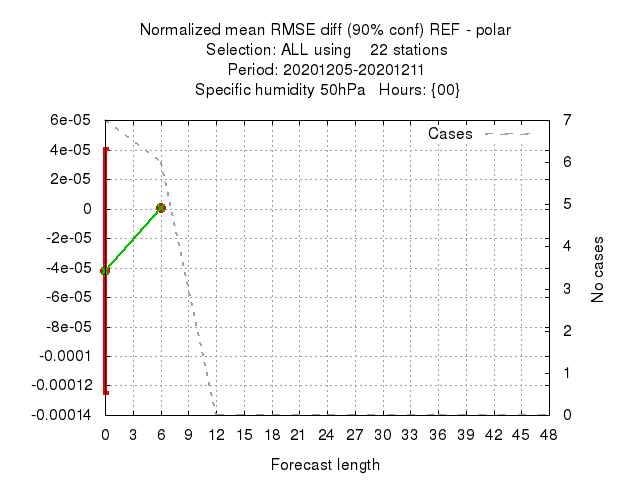 Normalized mean RMSE diff (90% conf) REF - polar
Selection: ALL using    22 stations
Period: 20201205-20201211
Specific humidity 50hPa   Hours: {00}
Cases
6e-05
4e-05
2e-05
0
-2e-05
-4e-05
-6e-05
-8e-05
-0.0001
-0.00012
-0.00014
7
6
5
4
3
2
1
0
No cases
0 3 6 9 12 15 18 21 24 27 30 33 36 39 42 45 48
Forecast length